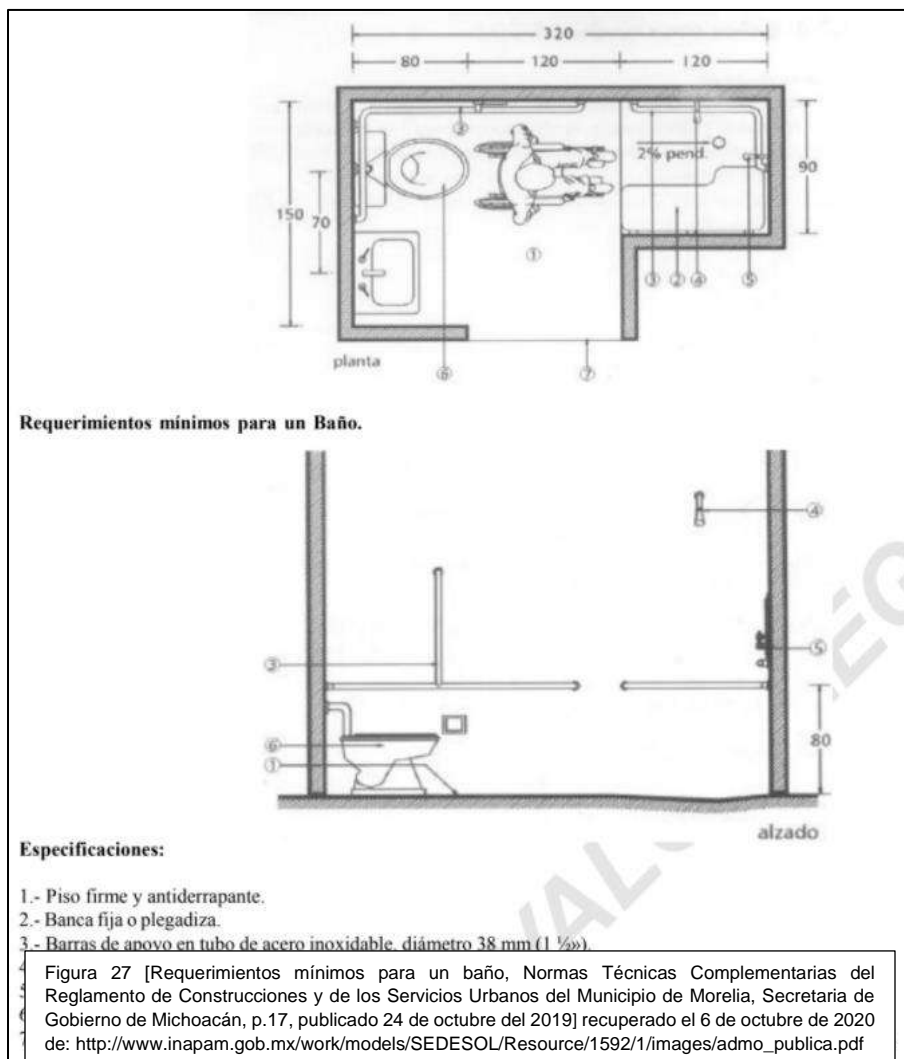 320
80 120 120
③
2% pend.
90
150
70
①
③ ② ④ ⑤
planta
⑥ ⑦
Requerimientos mínimos para un Baño.
④
③
⑤
⑥
①
80
alzado
Especificaciones:
1.- Piso firme y antiderrapante.
2.- Banca fija o plegadiza.
3.- Barras de apoyo en tubo de acero inoxidable, diámetro 38 mm (1 ½»).
Figura 27 [Requerimientos mínimos para un baño, Normas Técnicas Complementarias del
Reglamento de Construcciones y de los Servicios Urbanos del Municipio de Morelia, Secretaria de
Gobierno de Michoacán, p.17, publicado 24 de octubre del 2019] recuperado el 6 de octubre de 2020
de: http://www.inapam.gob.mx/work/models/SEDESOL/Resource/1592/1/images/admo_publica.pdf